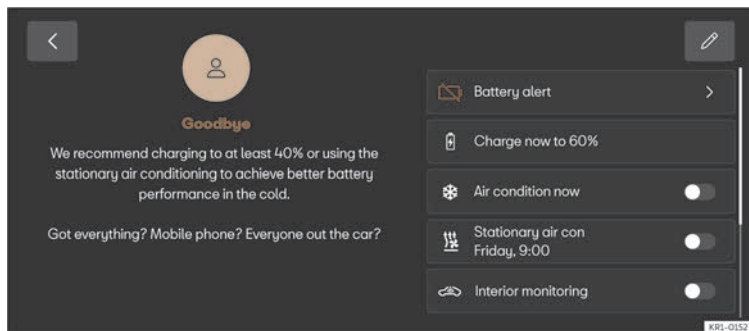 Goodbye
We recommend charging to at least 40% or using the
stationary air conditioning to achieve better battery
performance in the cold.
Got everything? Mobile phone? Everyone out the car?
Battery alert
Charge now to 60%
Air condition now
Stationary air con
Friday, 9:00
Interior monitoring
KR1-0152